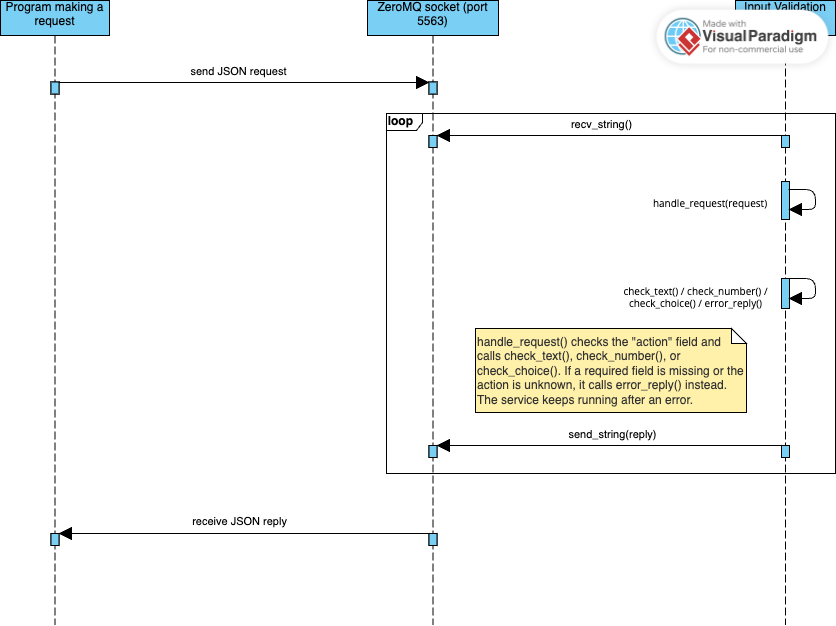 Program making a
request
ZeroMQ socket (port
5563)
Input Validation
Made with
VisualParadigm
For non-commercial use
send JSON request
loop
recv_string()
handle_request(request)
check_text() / check_number() /
check_choice() / error_reply()
handle_request() checks the "action" field and
calls check_text(), check_number(), or
check_choice(). If a required field is missing or the
action is unknown, it calls error_reply() instead.
The service keeps running after an error.
send_string(reply)
receive JSON reply